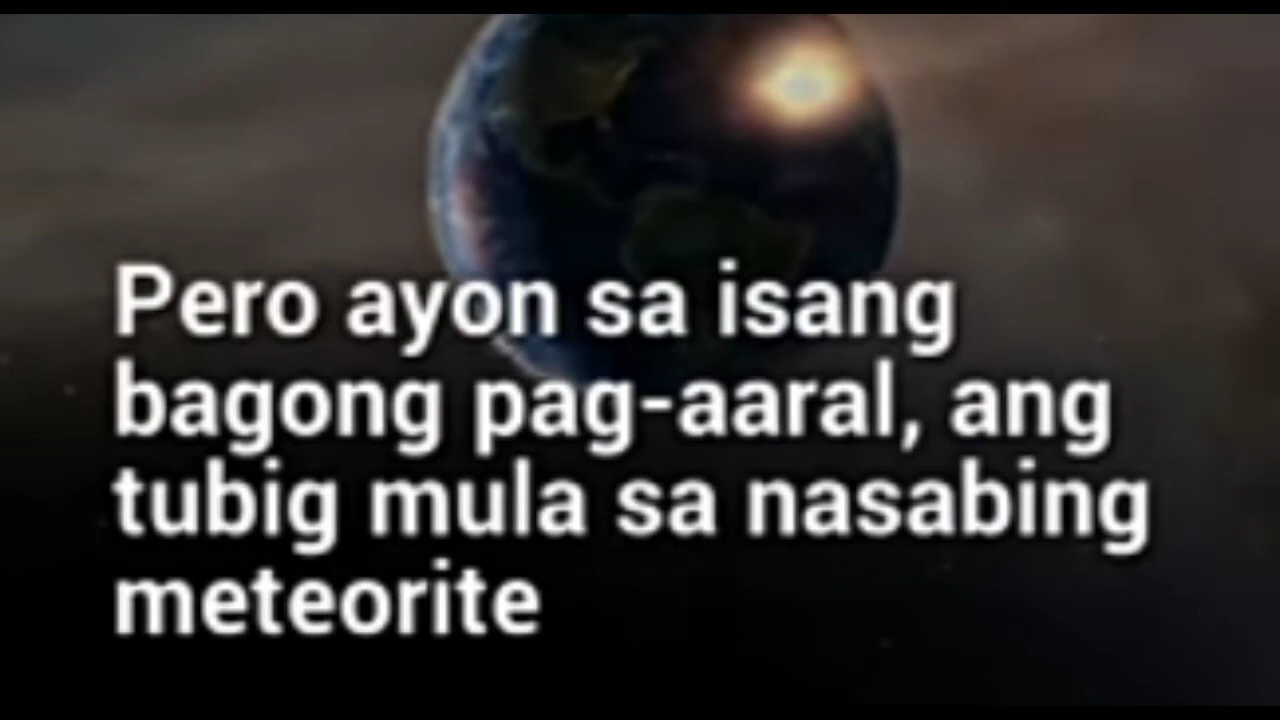 Pero ayon sa isang
bagong pag-aaral, ang
tubig mula sa nasabing
meteorite